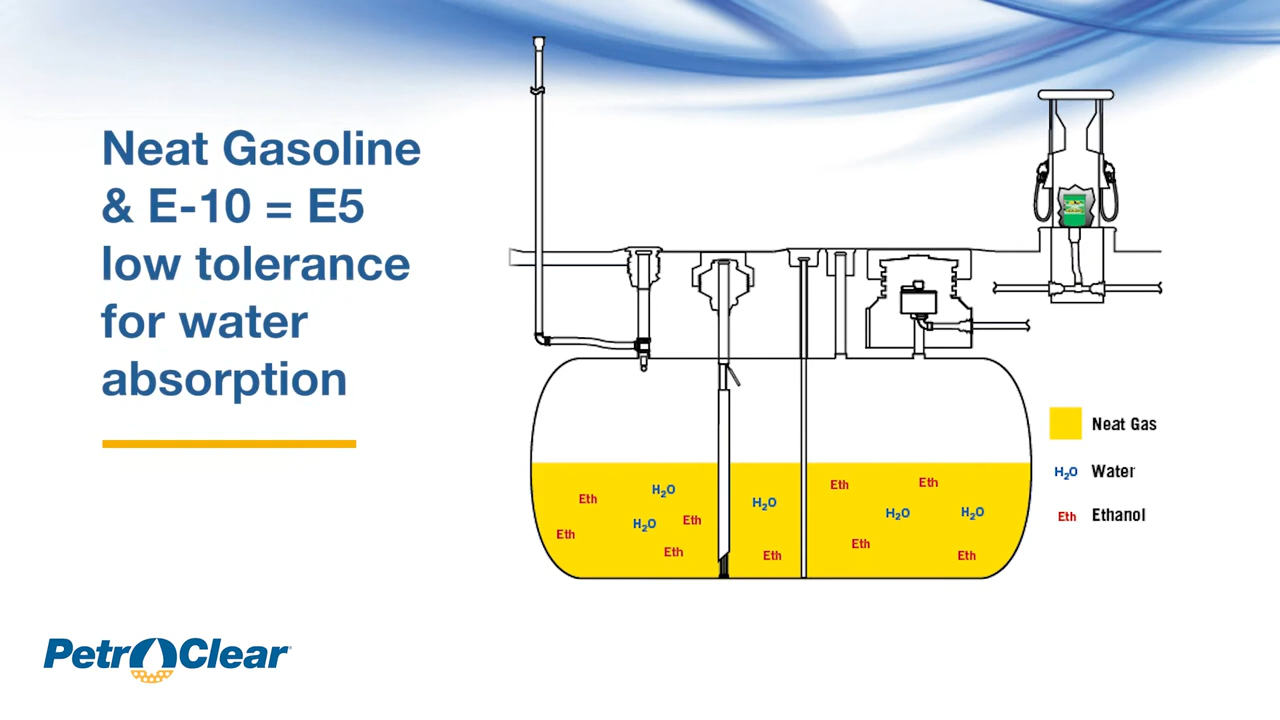 Neat Gasoline
& E-10 = E5
low tolerance
for water
absorption
Neat Gas
H₂O Water
Eth Ethanol
Eth
H₂O
Eth
H₂O
Eth
Eth
H₂O
Eth
Eth
Eth
H₂O
H₂O
Eth
Eth
PetroClear